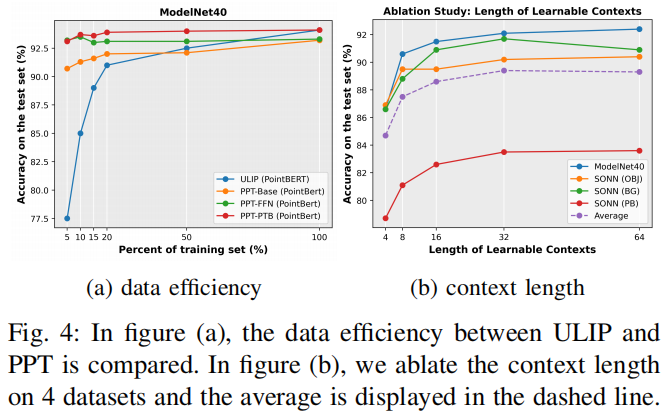 ModelNet40
Accuracy on the test set (%)
92.5
90.0
87.5
85.0
82.5
80.0
77.5
ULIP (PointBERT)
PPT-Base (PointBert)
PPT-FFN (PointBert)
PPT-PTB (PointBert)
5 10 15 20 50 100
Percent of training set (%)
Ablation Study: Length of Learnable Contexts
Accuracy on the test set (%)
92
90
88
86
84
82
80
ModelNet40
SONN (OBJ)
SONN (BG)
SONN (PB)
Average
4 8 16 32 64
Length of Learnable Contexts
(a) data efficiency
(b) context length
Fig. 4: In figure (a), the data efficiency between ULIP and
PPT is compared. In figure (b), we ablate the context length
on 4 datasets and the average is displayed in the dashed line.